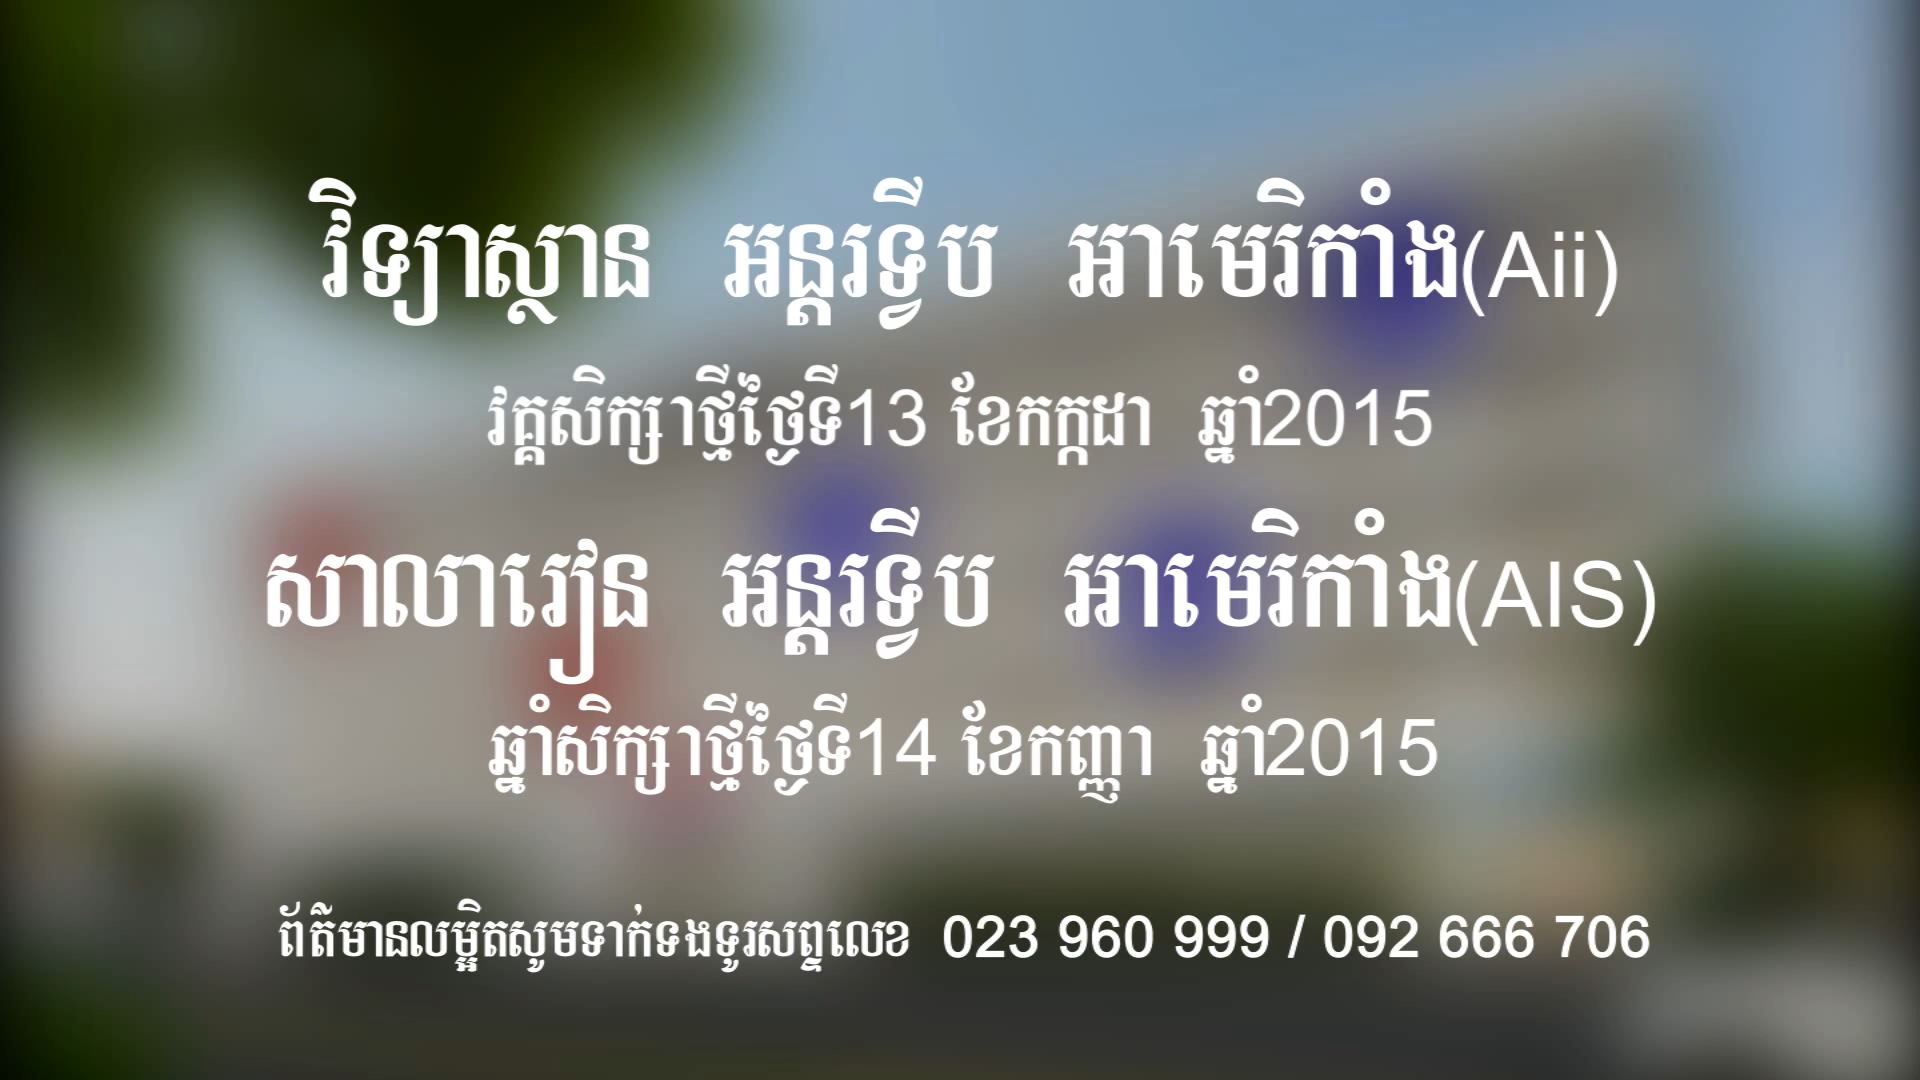 វិទ្យាស្ថាន អន្តរទ្វីប អាមេរិកាំង(Aii)
វគ្គសិក្សាថ្មីថ្ងៃទី13 ខែកក្កដា ឆ្នាំ2015
សាលារៀន អន្តរទ្វីប អាមេរិកាំង(AIS)
ឆ្នាំសិក្សាថ្មីថ្ងៃទី14 ខែកញ្ញា ឆ្នាំ2015
ព័ត៌មានលម្អិតសូមទាក់ទងទូរសព្ទលេខ 023 960 999 / 092 666 706